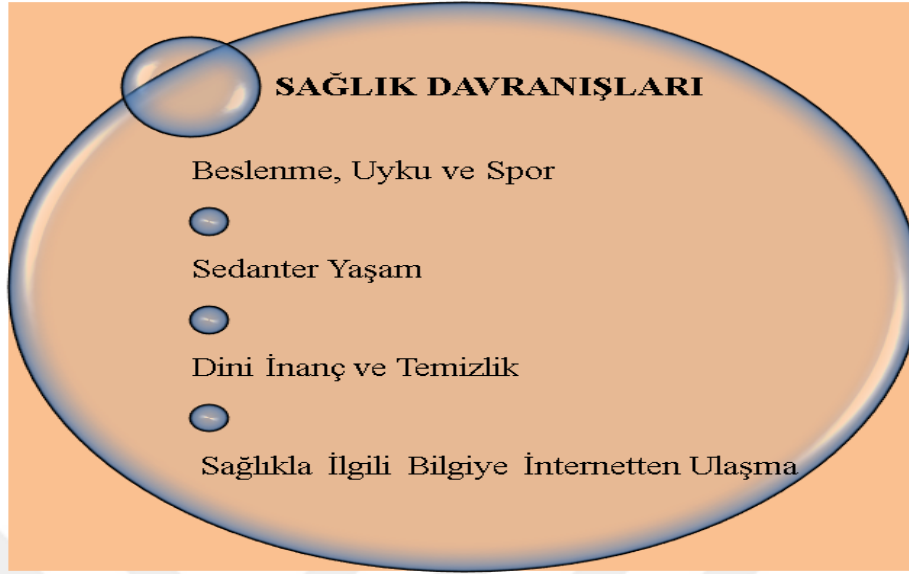 SAĞLIK DAVRANIŞLARI
Beslenme, Uyku ve Spor
Sedanter Yaşam
Dini İnanç ve Temizlik
Sağlıkla İlgili Bilgiye İnternetten Ulaşma